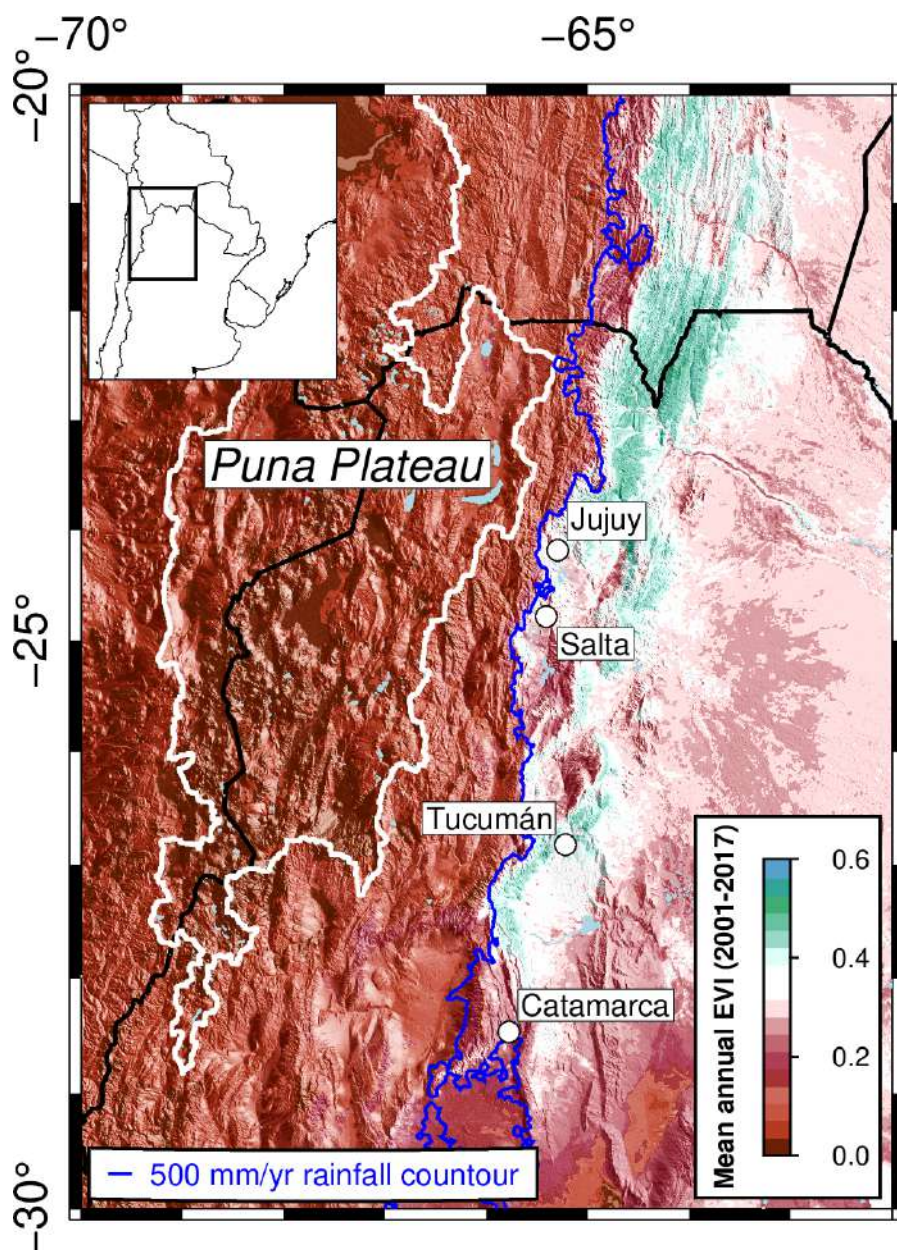 −70°
−65°
−20°
Puna Plateau
Jujuy
−25°
Salta
Tucumán
Catamarca
Mean annual EVI (2001-2017)
0.6
0.4
0.2
0.0
500 mm/yr rainfall countour
−30°